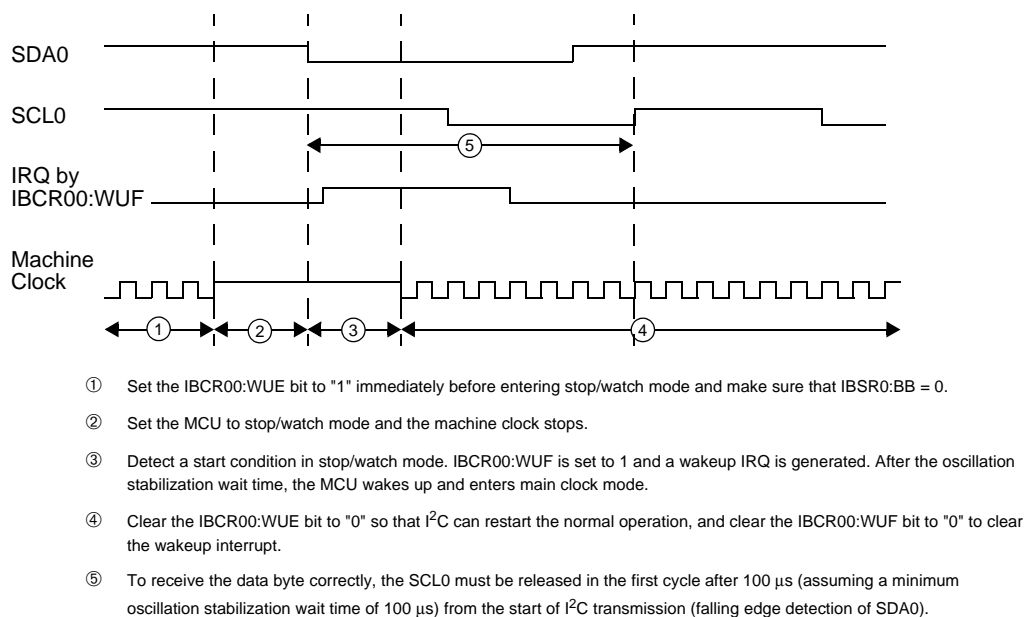 SDA0
SCL0
⑤
IRQ by
IBCR00:WUF
Machine
Clock
① ② ③ ④
① Set the IBCR00:WUE bit to "1" immediately before entering stop/watch mode and make sure that IBSR0:BB = 0.
② Set the MCU to stop/watch mode and the machine clock stops.
③ Detect a start condition in stop/watch mode. IBCR00:WUF is set to 1 and a wakeup IRQ is generated. After the oscillation
stabilization wait time, the MCU wakes up and enters main clock mode.
④ Clear the IBCR00:WUE bit to "0" so that I²C can restart the normal operation, and clear the IBCR00:WUF bit to "0" to clear
the wakeup interrupt.
⑤ To receive the data byte correctly, the SCL0 must be released in the first cycle after 100 μs (assuming a minimum
oscillation stabilization wait time of 100 μs) from the start of I²C transmission (falling edge detection of SDA0).